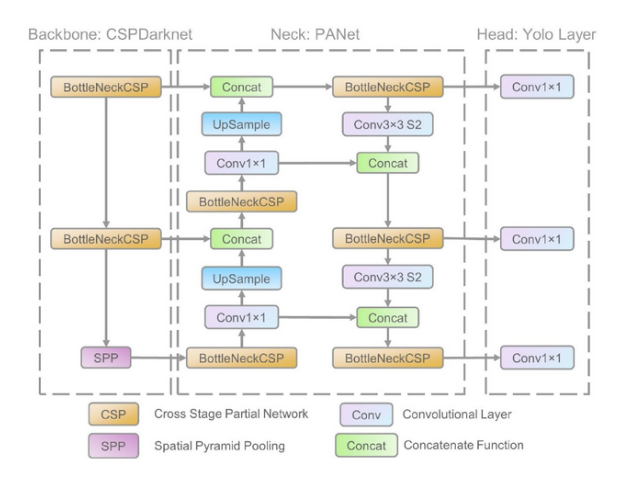 Backbone: CSPDarknet Neck: PANet Head: Yolo Layer
BottleNeckCSP Concat BottleNeckCSP Conv1×1
UpSample Conv3×3 S2
Conv1×1 Concat
BottleNeckCSP
BottleNeckCSP Concat BottleNeckCSP Conv1×1
UpSample Conv3×3 S2
Conv1×1 Concat
SPP BottleNeckCSP BottleNeckCSP Conv1×1
CSP Cross Stage Partial Network Conv Convolutional Layer
SPP Spatial Pyramid Pooling Concat Concatenate Function